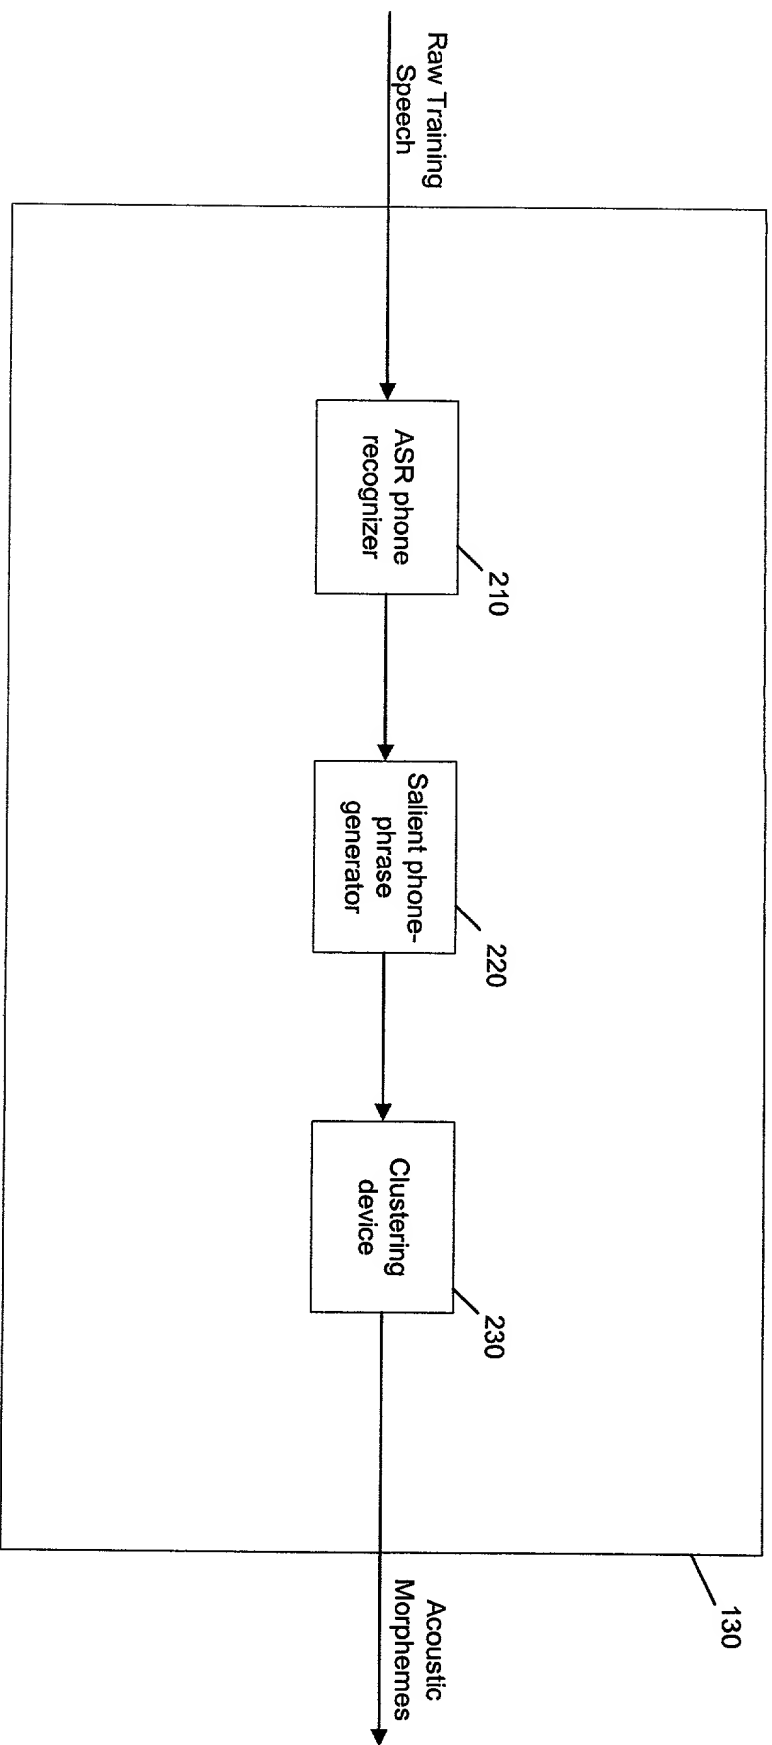 Raw Training
Speech
ASR phone
recognizer
210
Salient phone-
phrase
generator
220
Clustering
device
230
130
Acoustic
Morphemes